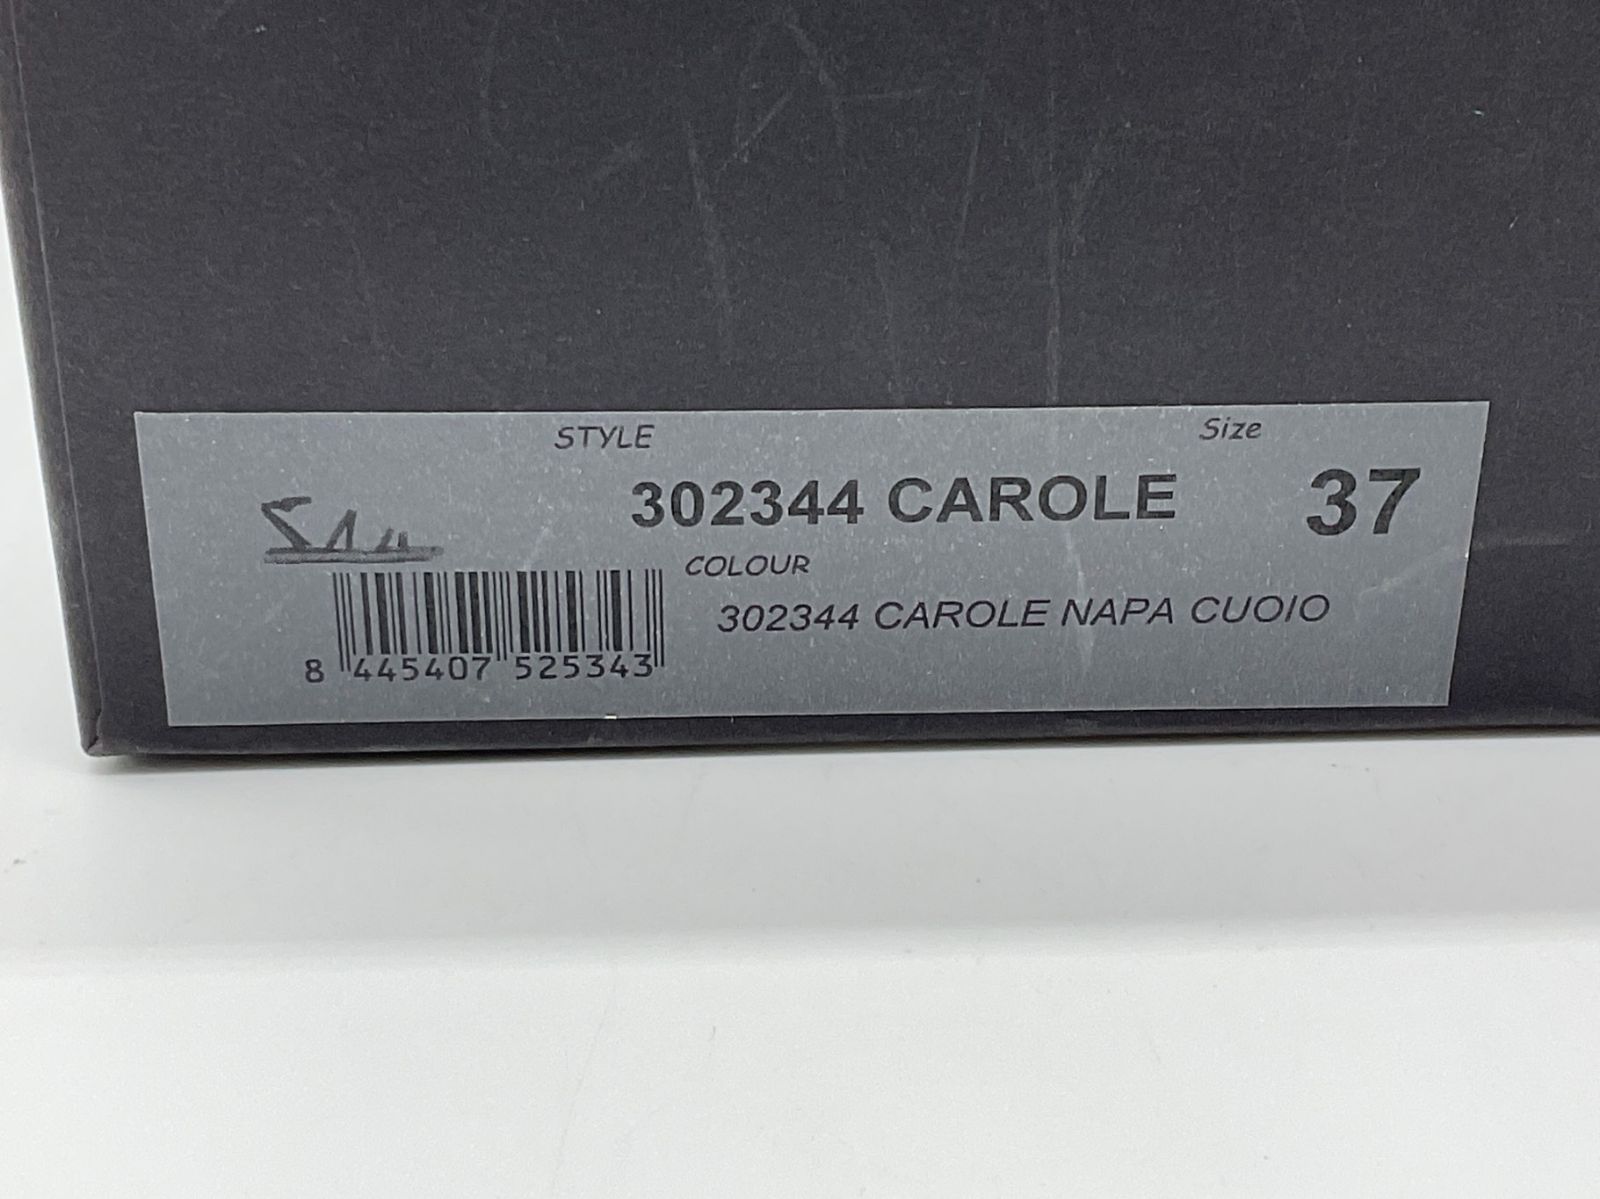 STYLE
Size
302344 CAROLE
37
COLOUR
302344 CAROLE NAPA CUOIO
8 445407 525343